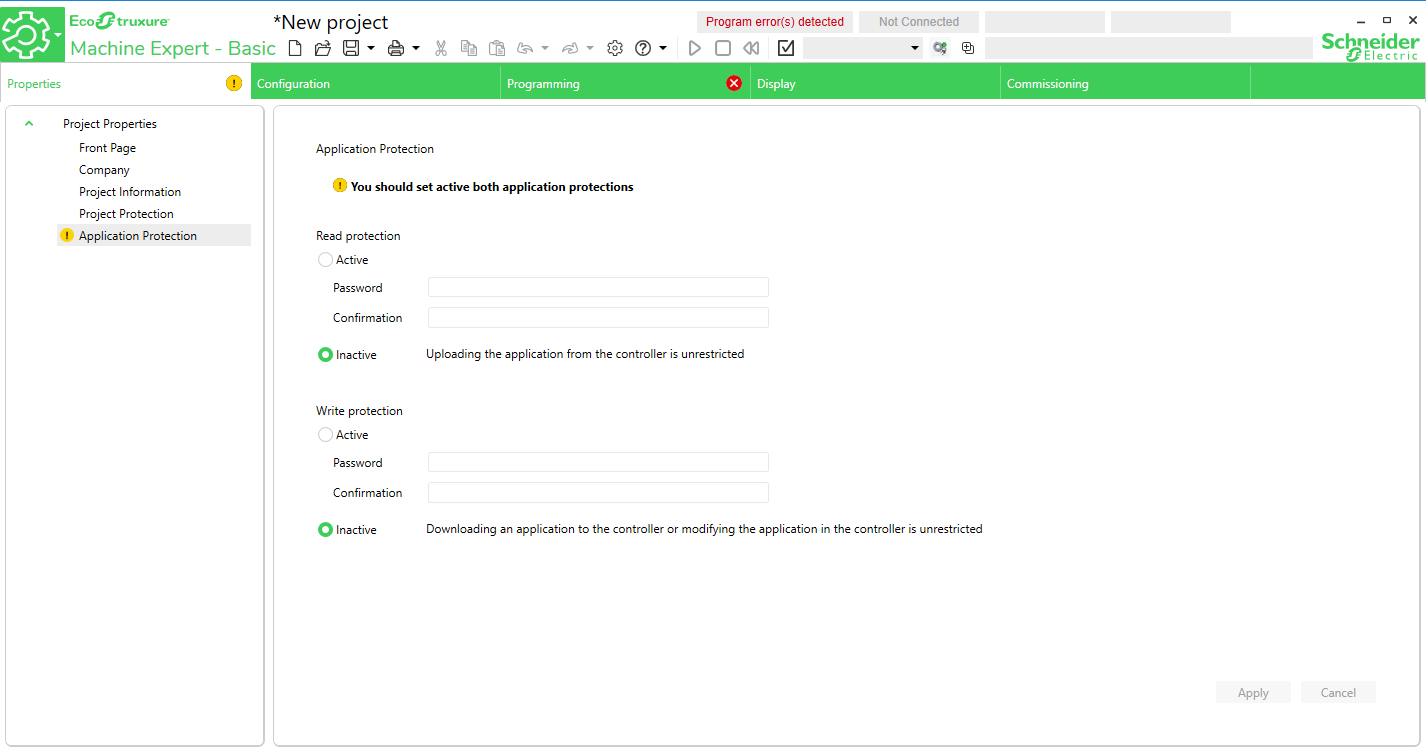 EcoStruxure
Machine Expert - Basic
*New project
Program error(s) detected
Not Connected
Schneider
Electric
Properties
Configuration
Programming
Display
Commissioning
Project Properties
Front Page
Company
Project Information
Project Protection
Application Protection
Application Protection
You should set active both application protections
Read protection
Active
Password
Confirmation
Inactive Uploading the application from the controller is unrestricted
Write protection
Active
Password
Confirmation
Inactive Downloading an application to the controller or modifying the application in the controller is unrestricted
Apply
Cancel